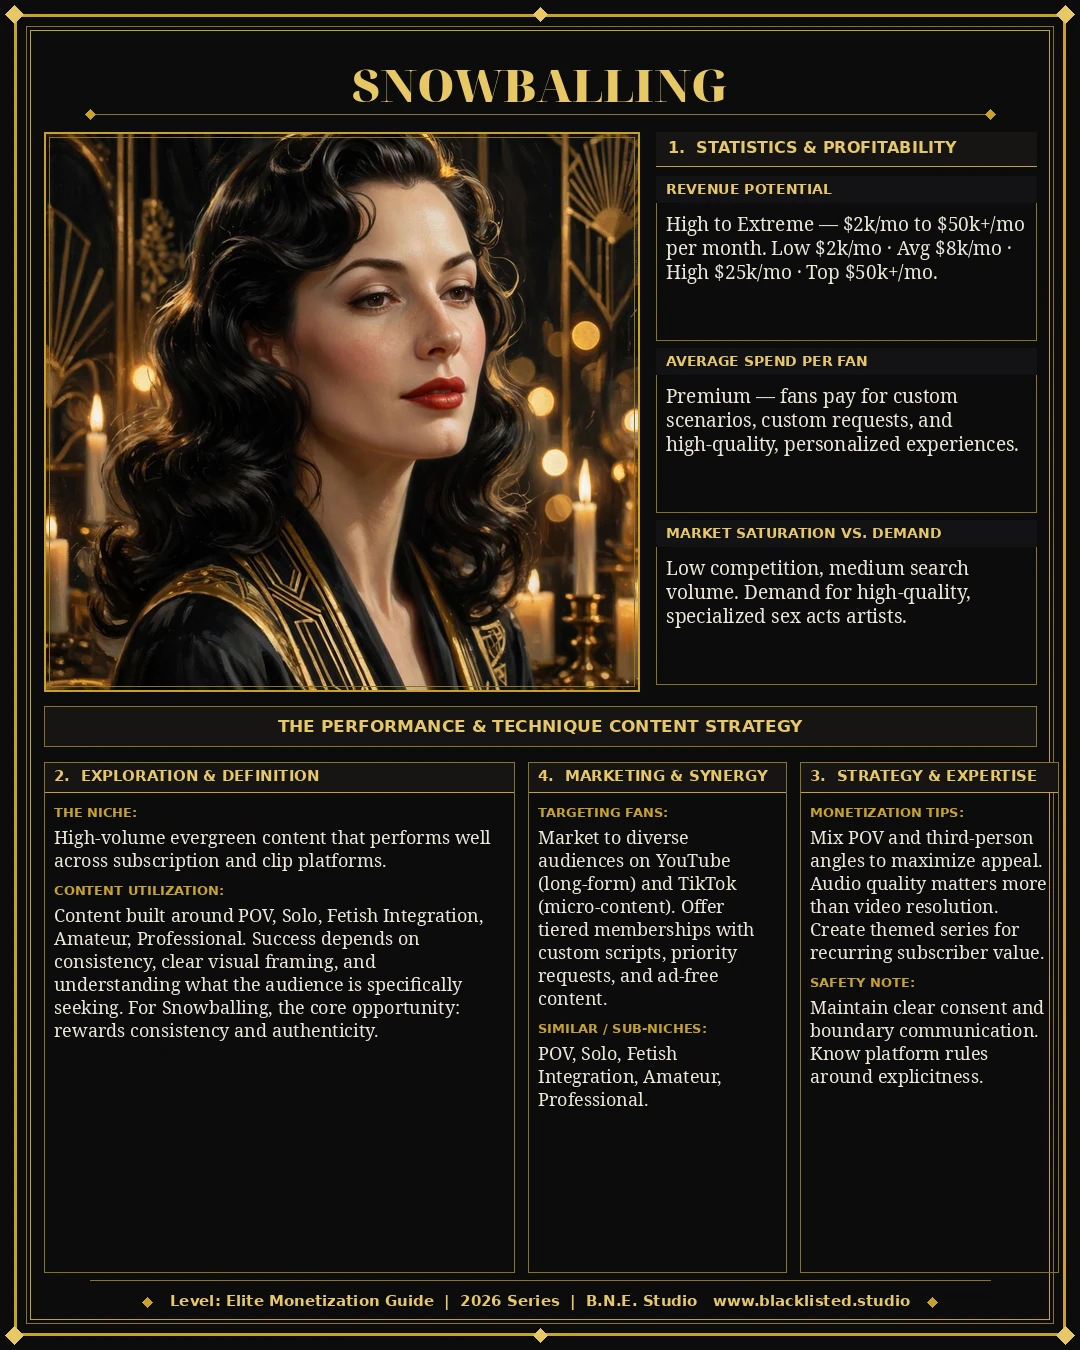 SNOWBALLING
1. STATISTICS & PROFITABILITY
REVENUE POTENTIAL
High to Extreme — $2k/mo to $50k+/mo
per month. Low $2k/mo · Avg $8k/mo ·
High $25k/mo · Top $50k+/mo.
AVERAGE SPEND PER FAN
Premium — fans pay for custom
scenarios, custom requests, and
high-quality, personalized experiences.
MARKET SATURATION VS. DEMAND
Low competition, medium search
volume. Demand for high-quality,
specialized sex acts artists.
THE PERFORMANCE & TECHNIQUE CONTENT STRATEGY
2. EXPLORATION & DEFINITION
THE NICHE:
High-volume evergreen content that performs well
across subscription and clip platforms.
CONTENT UTILIZATION:
Content built around POV, Solo, Fetish Integration,
Amateur, Professional. Success depends on
consistency, clear visual framing, and
understanding what the audience is specifically
seeking. For Snowballing, the core opportunity:
rewards consistency and authenticity.
4. MARKETING & SYNERGY
TARGETING FANS:
Market to diverse
audiences on YouTube
(long-form) and TikTok
(micro-content). Offer
tiered memberships with
custom scripts, priority
requests, and ad-free
content.
SIMILAR / SUB-NICHES:
POV, Solo, Fetish
Integration, Amateur,
Professional.
3. STRATEGY & EXPERTISE
MONETIZATION TIPS:
Mix POV and third-person
angles to maximize appeal.
Audio quality matters more
than video resolution.
Create themed series for
recurring subscriber value.
SAFETY NOTE:
Maintain clear consent and
boundary communication.
Know platform rules
around explicitness.
Level: Elite Monetization Guide | 2026 Series | B.N.E. Studio www.blacklisted.studio